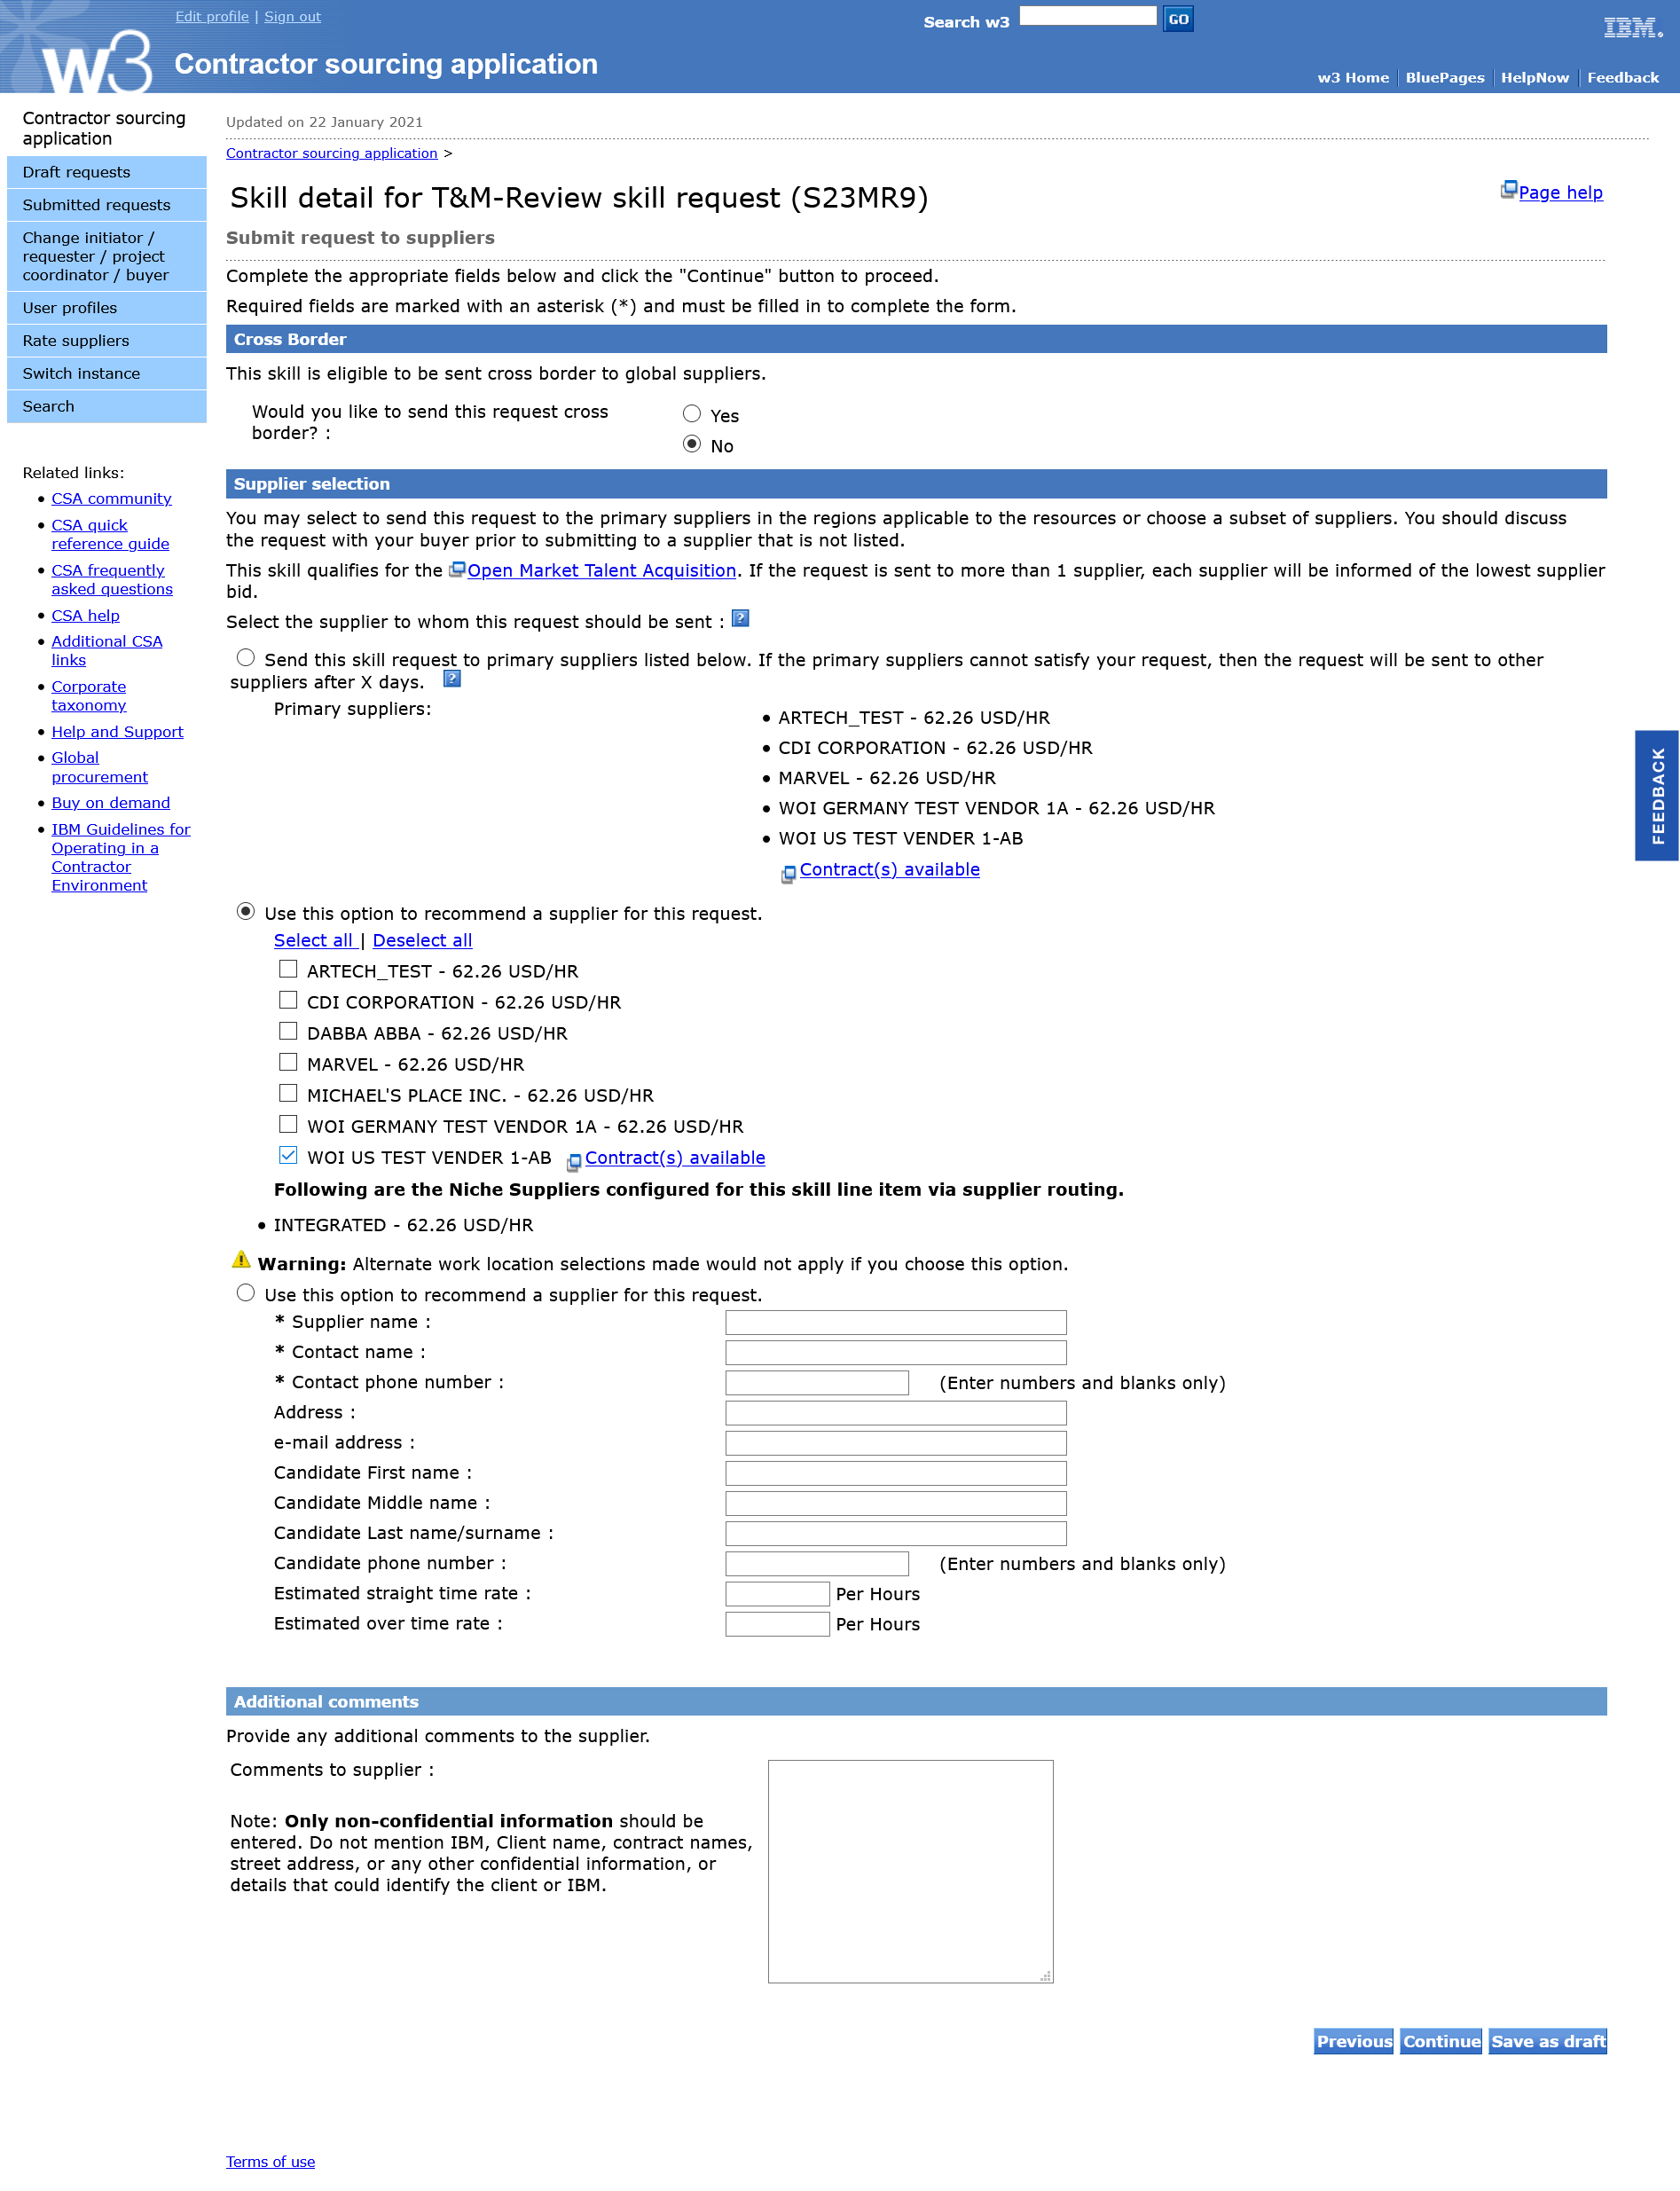 Edit profile | Sign out
Search w3
GO
IBM®
w3
Contractor sourcing application
w3 Home
BluePages
HelpNow
Feedback
Contractor sourcing
application
Draft requests
Submitted requests
Change initiator /
requester / project
coordinator / buyer
User profiles
Rate suppliers
Switch instance
Search
Related links:
• CSA community
• CSA quick
reference guide
• CSA frequently
asked questions
• CSA help
• Additional CSA
links
• Corporate
taxonomy
• Help and Support
• Global
procurement
• Buy on demand
• IBM Guidelines for
Operating in a
Contractor
Environment
Updated on 22 January 2021
Contractor sourcing application >
Skill detail for T&M-Review skill request (S23MR9)
Page help
Submit request to suppliers
Complete the appropriate fields below and click the "Continue" button to proceed.
Required fields are marked with an asterisk (*) and must be filled in to complete the form.
Cross Border
This skill is eligible to be sent cross border to global suppliers.
Would you like to send this request cross
border? :
Yes
No
Supplier selection
You may select to send this request to the primary suppliers in the regions applicable to the resources or choose a subset of suppliers. You should discuss
the request with your buyer prior to submitting to a supplier that is not listed.
This skill qualifies for the Open Market Talent Acquisition. If the request is sent to more than 1 supplier, each supplier will be informed of the lowest supplier
bid.
Select the supplier to whom this request should be sent : ?
Send this skill request to primary suppliers listed below. If the primary suppliers cannot satisfy your request, then the request will be sent to other
suppliers after X days. ?
Primary suppliers:
• ARTECH_TEST - 62.26 USD/HR
• CDI CORPORATION - 62.26 USD/HR
• MARVEL - 62.26 USD/HR
• WOI GERMANY TEST VENDOR 1A - 62.26 USD/HR
• WOI US TEST VENDER 1-AB
Contract(s) available
FEEDBACK
Use this option to recommend a supplier for this request.
Select all | Deselect all
ARTECH_TEST - 62.26 USD/HR
CDI CORPORATION - 62.26 USD/HR
DABBA ABBA - 62.26 USD/HR
MARVEL - 62.26 USD/HR
MICHAEL'S PLACE INC. - 62.26 USD/HR
WOI GERMANY TEST VENDOR 1A - 62.26 USD/HR
WOI US TEST VENDER 1-AB Contract(s) available
Following are the Niche Suppliers configured for this skill line item via supplier routing.
• INTEGRATED - 62.26 USD/HR
Warning: Alternate work location selections made would not apply if you choose this option.
Use this option to recommend a supplier for this request.
* Supplier name :
* Contact name :
* Contact phone number : (Enter numbers and blanks only)
Address :
e-mail address :
Candidate First name :
Candidate Middle name :
Candidate Last name/surname :
Candidate phone number : (Enter numbers and blanks only)
Estimated straight time rate : Per Hours
Estimated over time rate : Per Hours
Additional comments
Provide any additional comments to the supplier.
Comments to supplier :
Note: Only non-confidential information should be
entered. Do not mention IBM, Client name, contract names,
street address, or any other confidential information, or
details that could identify the client or IBM.
Previous
Continue
Save as draft
Terms of use